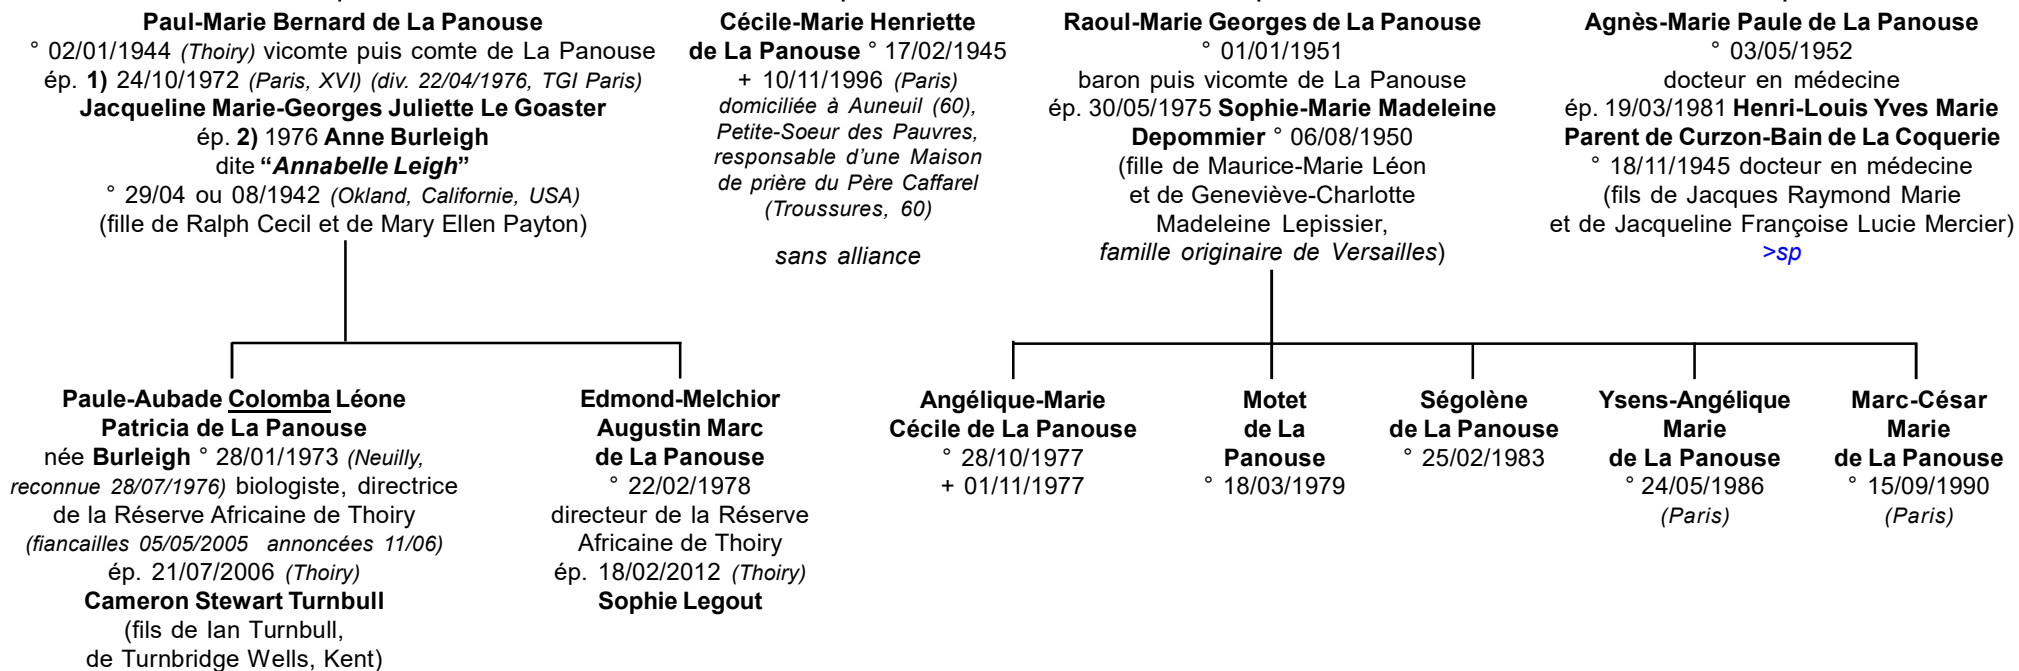 Paul-Marie Bernard de La Panouse
° 02/01/1944 (Thoiry) vicomte puis comte de La Panouse
ép. 1) 24/10/1972 (Paris, XVI) (div. 22/04/1976, TGI Paris)
Jacqueline Marie-Georges Juliette Le Goaster
ép. 2) 1976 Anne Burleigh
dite “Annabelle Leigh”
° 29/04 ou 08/1942 (Okland, Californie, USA)
(fille de Ralph Cecil et de Mary Ellen Payton)
Cécile-Marie Henriette
de La Panouse ° 17/02/1945
+ 10/11/1996 (Paris)
domiciliée à Auneuil (60),
Petite-Soeur des Pauvres,
responsable d’une Maison
de prière du Père Caffarel
(Troussures, 60)
sans alliance
Raoul-Marie Georges de La Panouse
° 01/01/1951
baron puis vicomte de La Panouse
ép. 30/05/1975 Sophie-Marie Madeleine
Depommier ° 06/08/1950
(fille de Maurice-Marie Léon
et de Geneviève-Charlotte
Madeleine Lepissier,
famille originaire de Versailles)
Agnès-Marie Paule de La Panouse
° 03/05/1952
docteur en médecine
ép. 19/03/1981 Henri-Louis Yves Marie
Parent de Curzon-Bain de La Coquerie
° 18/11/1945 docteur en médecine
(fils de Jacques Raymond Marie
et de Jacqueline Françoise Lucie Mercier)
>sp
Paule-Aubade Colomba Léone
Patricia de La Panouse
née Burleigh ° 28/01/1973 (Neuilly,
reconnue 28/07/1976) biologiste, directrice
de la Réserve Africaine de Thoiry
(fiancailles 05/05/2005 annoncées 11/06)
ép. 21/07/2006 (Thoiry)
Cameron Stewart Turnbull
(fils de Ian Turnbull,
de Turnbridge Wells, Kent)
Edmond-Melchior
Augustin Marc
de La Panouse
° 22/02/1978
directeur de la Réserve
Africaine de Thoiry
ép. 18/02/2012 (Thoiry)
Sophie Legout
Angélique-Marie
Cécile de La Panouse
° 28/10/1977
+ 01/11/1977
Motet
de La
Panouse
° 18/03/1979
Ségolène
de La Panouse
° 25/02/1983
Ysens-Angélique
Marie
de La Panouse
° 24/05/1986
(Paris)
Marc-César
Marie
de La Panouse
° 15/09/1990
(Paris)